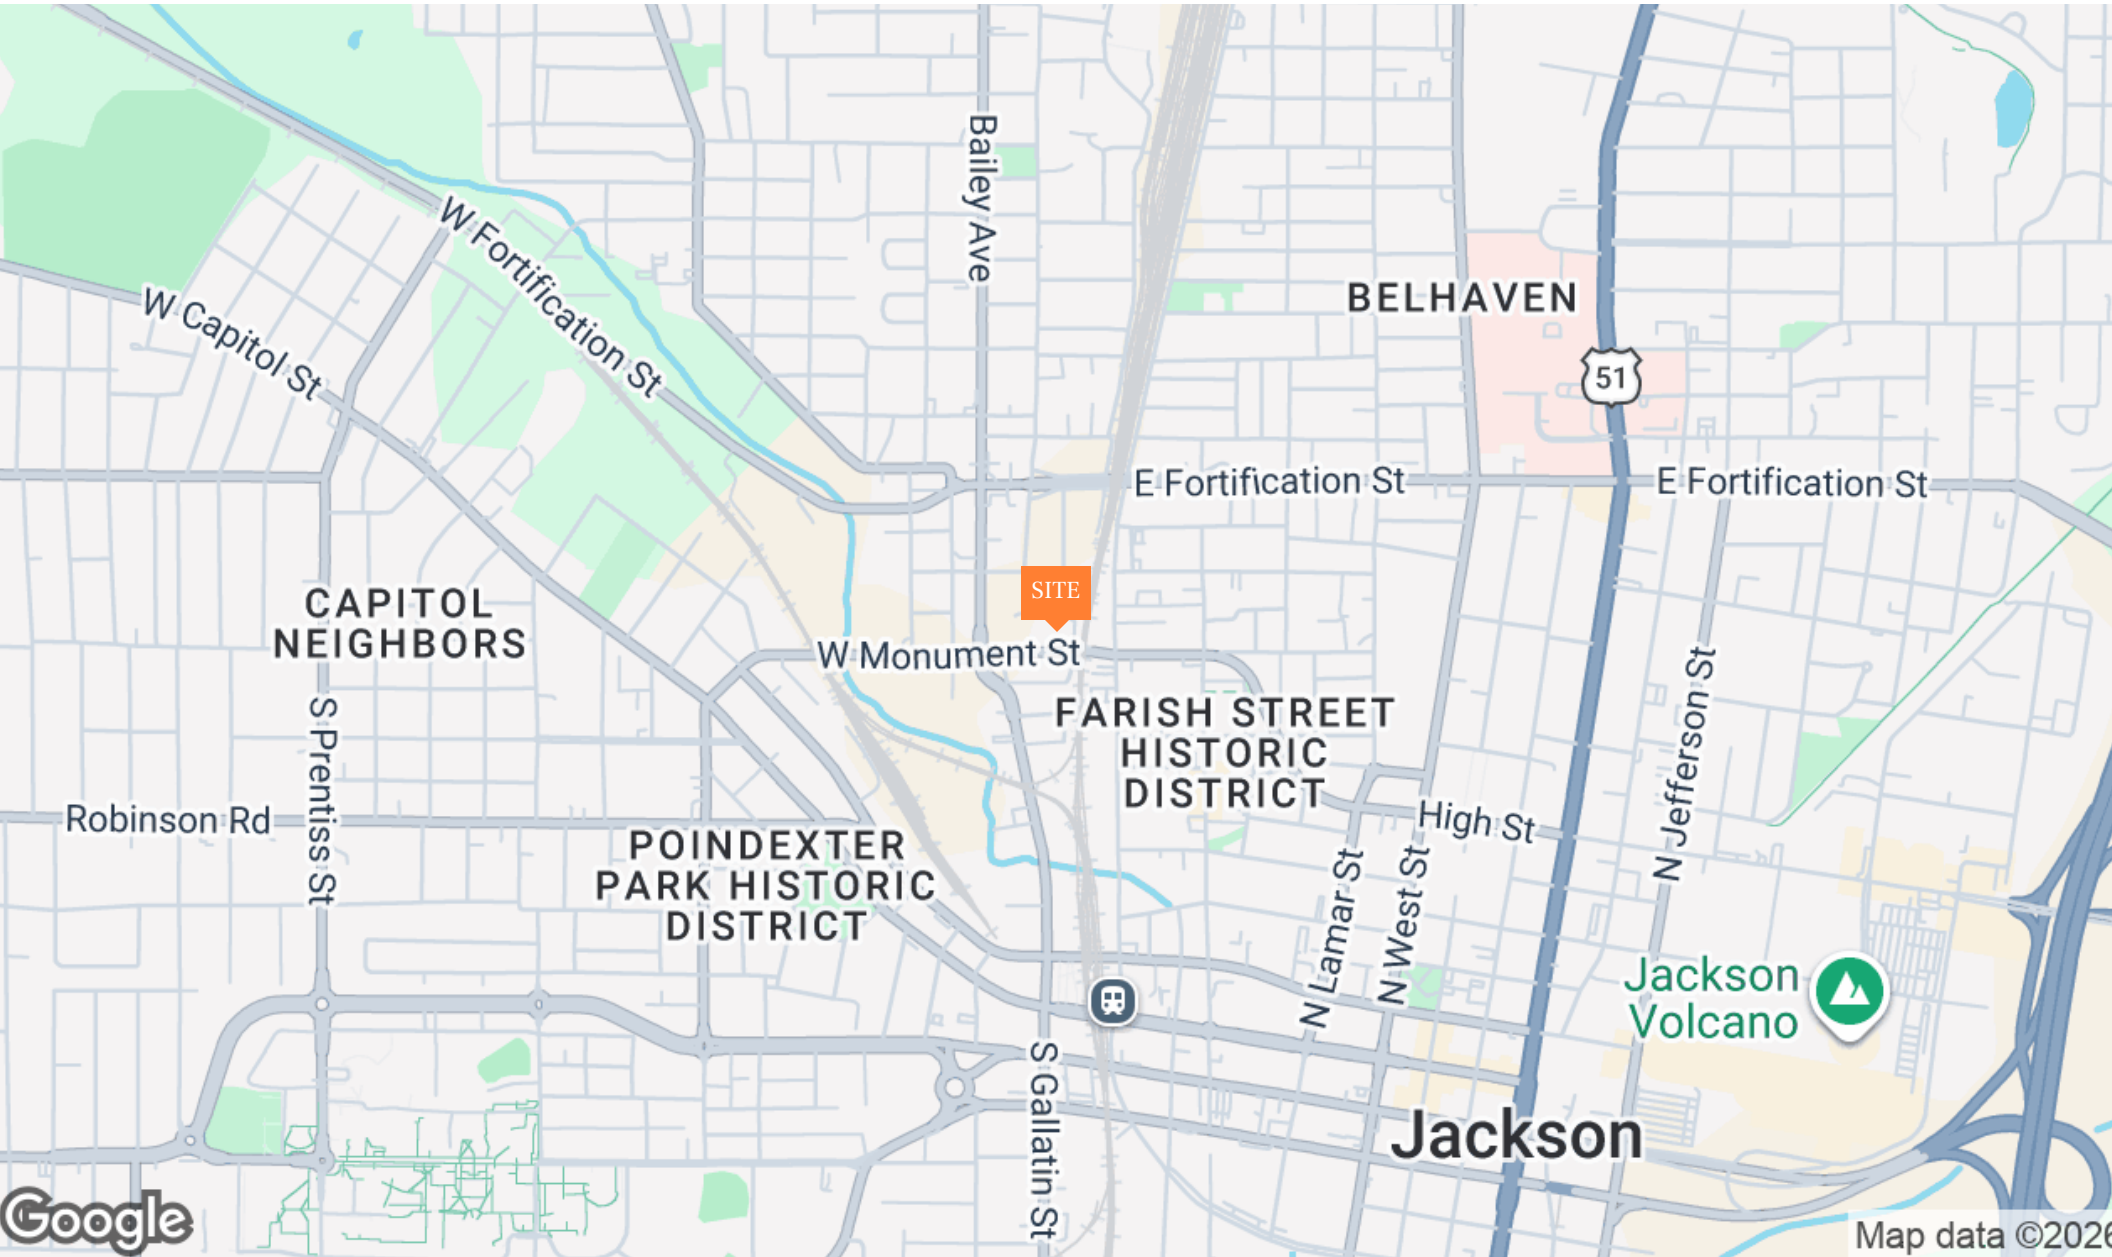 Bailey Ave
W Fortification St
W Capitol St
BELHAVEN
51
E Fortification St
E Fortification St
SITE
CAPITOL
NEIGHBORS
W Monument St
FARISH STREET
HISTORIC
DISTRICT
S Prentiss St
N Jefferson St
Robinson Rd
High St
POINDEXTER
PARK HISTORIC
DISTRICT
N Lamar St
N West St
Jackson
Volcano
S Gallatin St
Jackson
Google
Map data ©2026